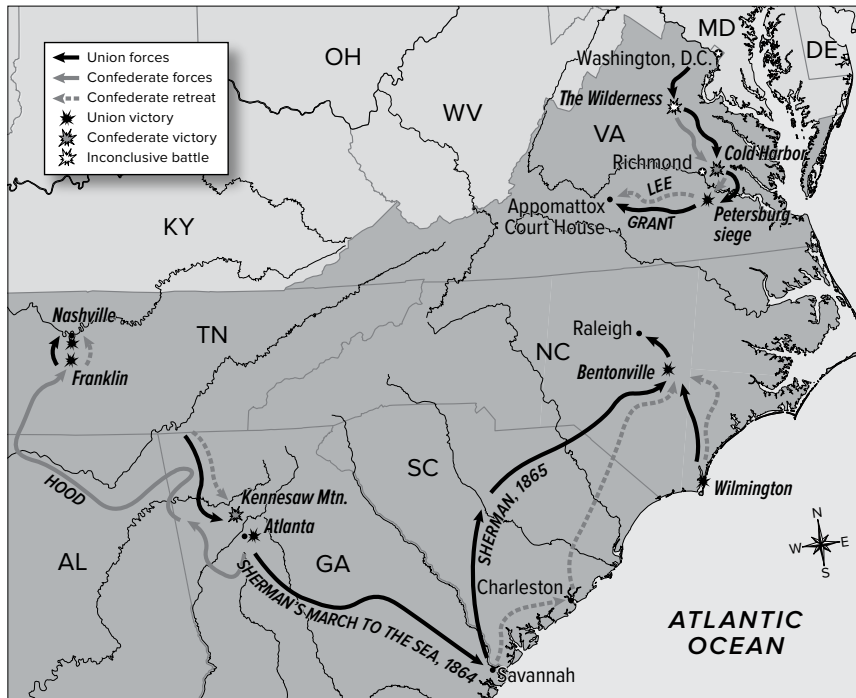 Union forces
Confederate forces
Confederate retreat
Union victory
Confederate victory
Inconclusive battle
OH
WV
MD
DE
Washington, D.C.
The Wilderness
VA
Richmond
Cold Harbor
LEE
Appomattox
Court House
GRANT
Petersburg
siege
KY
Nashville
TN
Franklin
Raleigh
NC
Bentonville
HOOD
SC
SHERMAN, 1865
Kennesaw Mtn.
Atlanta
Wilmington
AL
GA
SHERMAN'S MARCH TO THE SEA, 1864
Charleston
Savannah
N
W
E
S
ATLANTIC
OCEAN